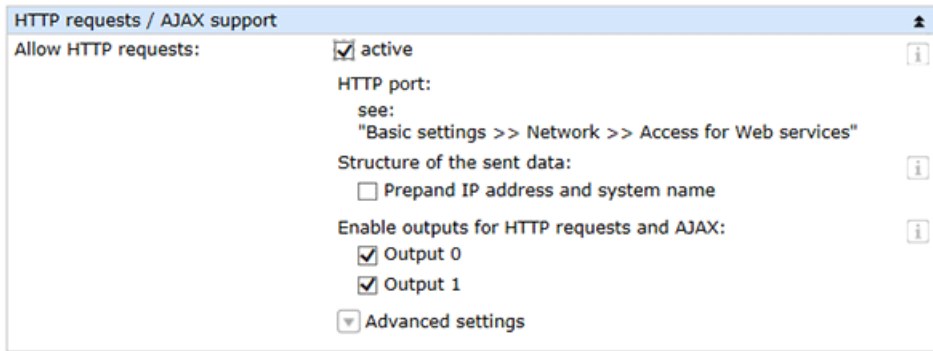 HTTP requests / AJAX support
Allow HTTP requests:
active
HTTP port:
see:
"Basic settings >> Network >> Access for Web services"
Structure of the sent data:
Prepand IP address and system name
Enable outputs for HTTP requests and AJAX:
Output 0
Output 1
Advanced settings